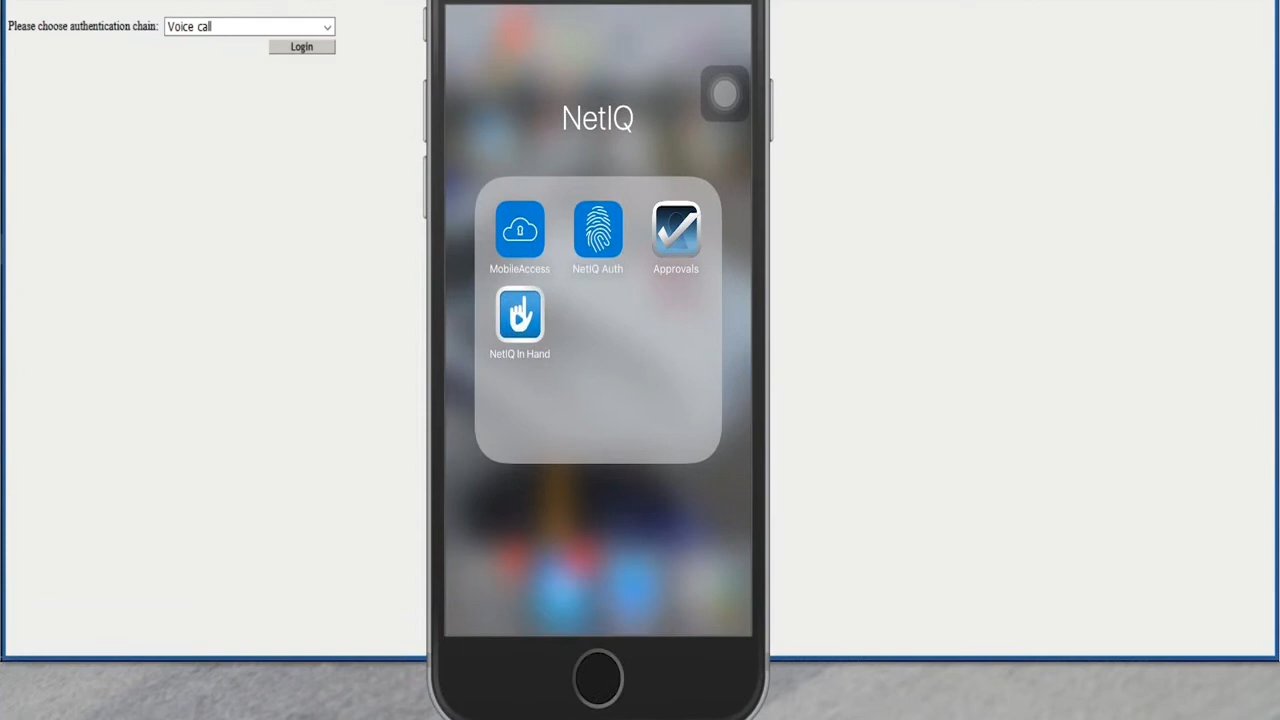 Please choose authentication chain: Voice call
Login
NetIQ
MobileAccess NetIQ Auth Approvals
NetIQ In Hand